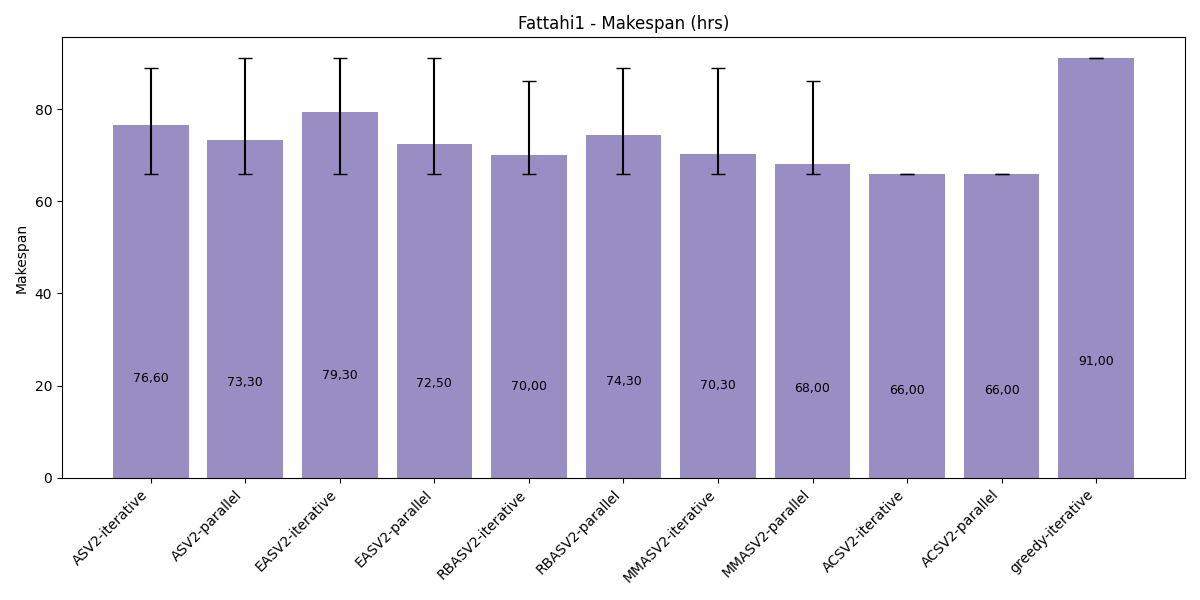 Fattahi1 - Makespan (hrs)
Makespan
80
60
40
20
0
76,60
73,30
79,30
72,50
70,00
74,30
70,30
68,00
66,00
66,00
91,00
ASV2-iterative
ASV2-parallel
EASV2-iterative
EASV2-parallel
RBASV2-iterative
RBASV2-parallel
MMASV2-iterative
MMASV2-parallel
ACSV2-iterative
ACSV2-parallel
greedy-iterative